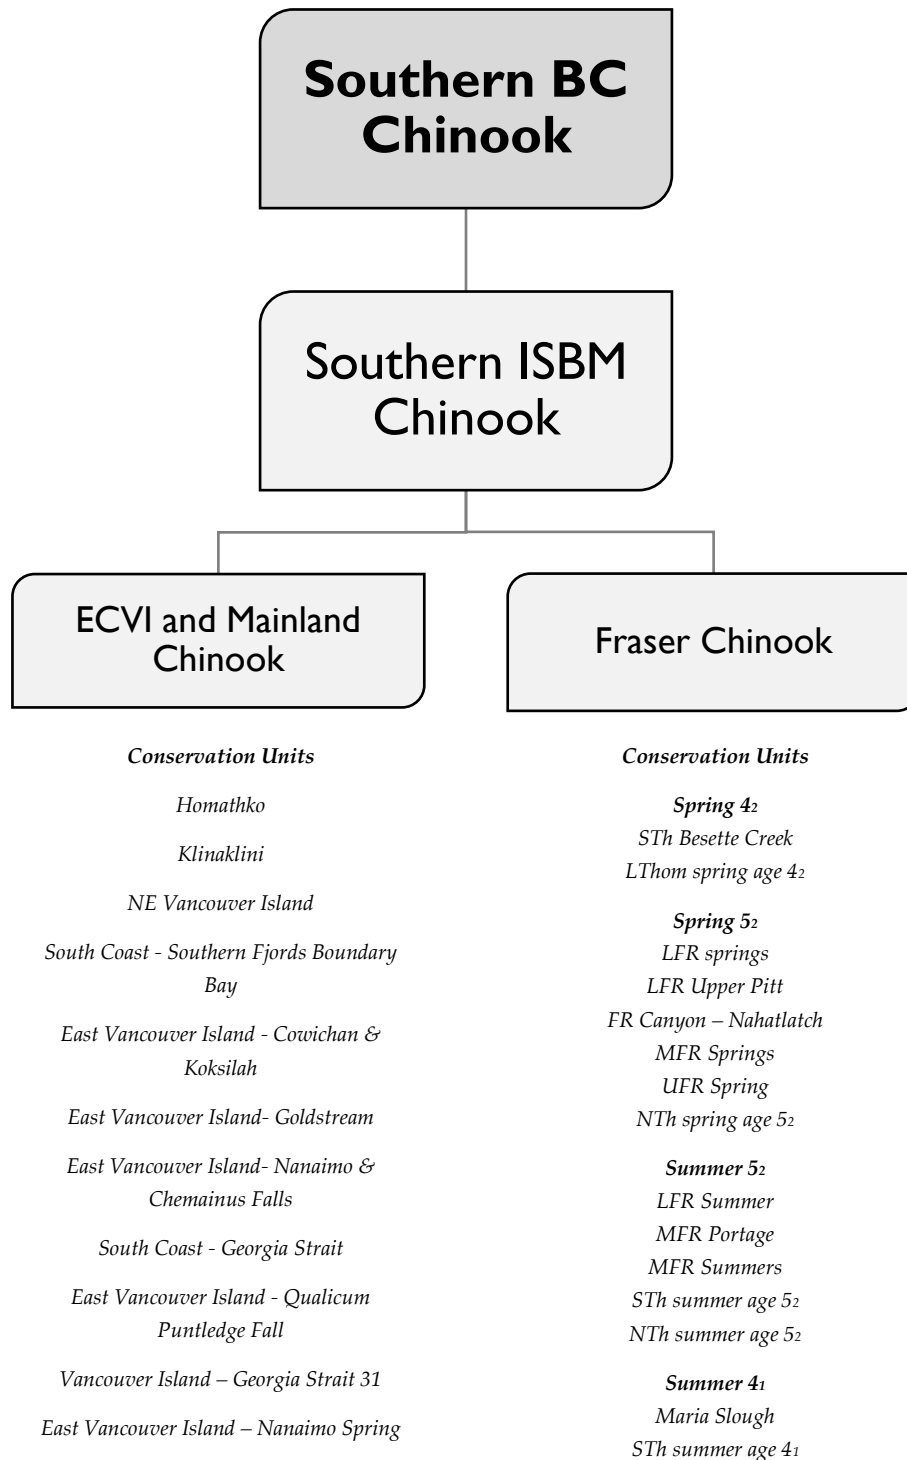 Southern BC
Chinook
Southern ISBM
Chinook
ECVI and Mainland
Chinook
Conservation Units
Homathko
Klinaklini
NE Vancouver Island
South Coast - Southern Fjords Boundary
Bay
East Vancouver Island - Cowichan &
Koksilah
East Vancouver Island- Goldstream
East Vancouver Island- Nanaimo &
Chemainus Falls
South Coast - Georgia Strait
East Vancouver Island - Qualicum
Puntledge Fall
Vancouver Island – Georgia Strait 31
East Vancouver Island – Nanaimo Spring
Fraser Chinook
Conservation Units
Spring 4₂
STh Besette Creek
LThom spring age 4₂
Spring 5₂
LFR springs
LFR Upper Pitt
FR Canyon – Nahatlatch
MFR Springs
UFR Spring
NTh spring age 5₂
Summer 5₂
LFR Summer
MFR Portage
MFR Summers
STh summer age 5₂
NTh summer age 5₂
Summer 4₁
Maria Slough
STh summer age 4₁